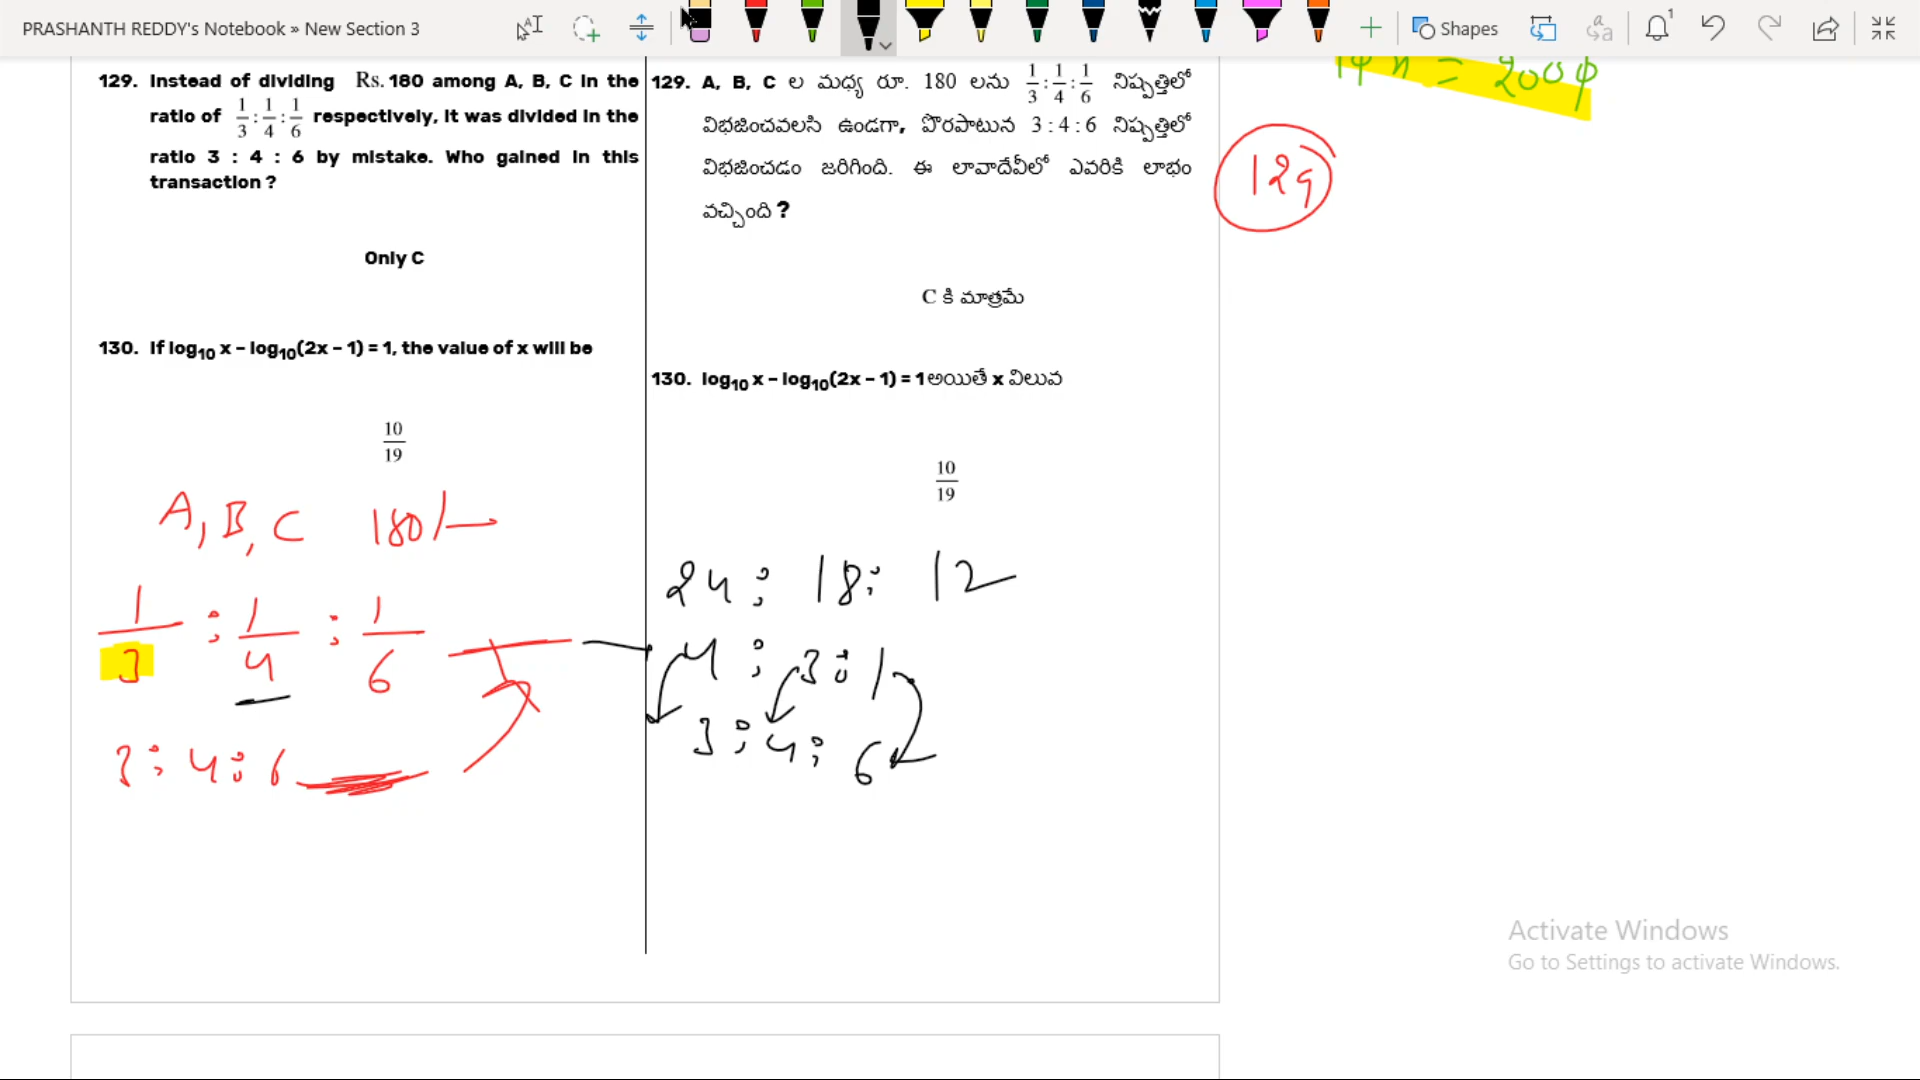 PRASHANTH REDDY's Notebook » New Section 3
Shapes
1
= 200
129. Instead of dividing Rs. 180 among A, B, C in the
ratio of 1/3 : 1/4 : 1/6 respectively, it was divided in the
ratio 3 : 4 : 6 by mistake. Who gained in this
transaction ?
Only C
130. If log₁₀ x – log₁₀(2x – 1) = 1, the value of x will be
10/19
129. A, B, C ల మధ్య రూ. 180 లను 1/3 : 1/4 : 1/6 నిష్పత్తిలో
విభజించవలసి ఉండగా, పొరపాటున 3 : 4 : 6 నిష్పత్తిలో
విభజించడం జరిగింది. ఈ లావాదేవీలో ఎవరికి లాభం
వచ్చింది ?
C కి మాత్రమే
130. log₁₀ x – log₁₀(2x – 1) = 1 అయితే x విలువ
10/19
129
A, B, C 180/-
1/3 : 1/4 : 1/6
3 : 4 : 6
24 : 18 : 12
4 : 3 : 1
3 : 4 : 6
Activate Windows
Go to Settings to activate Windows.